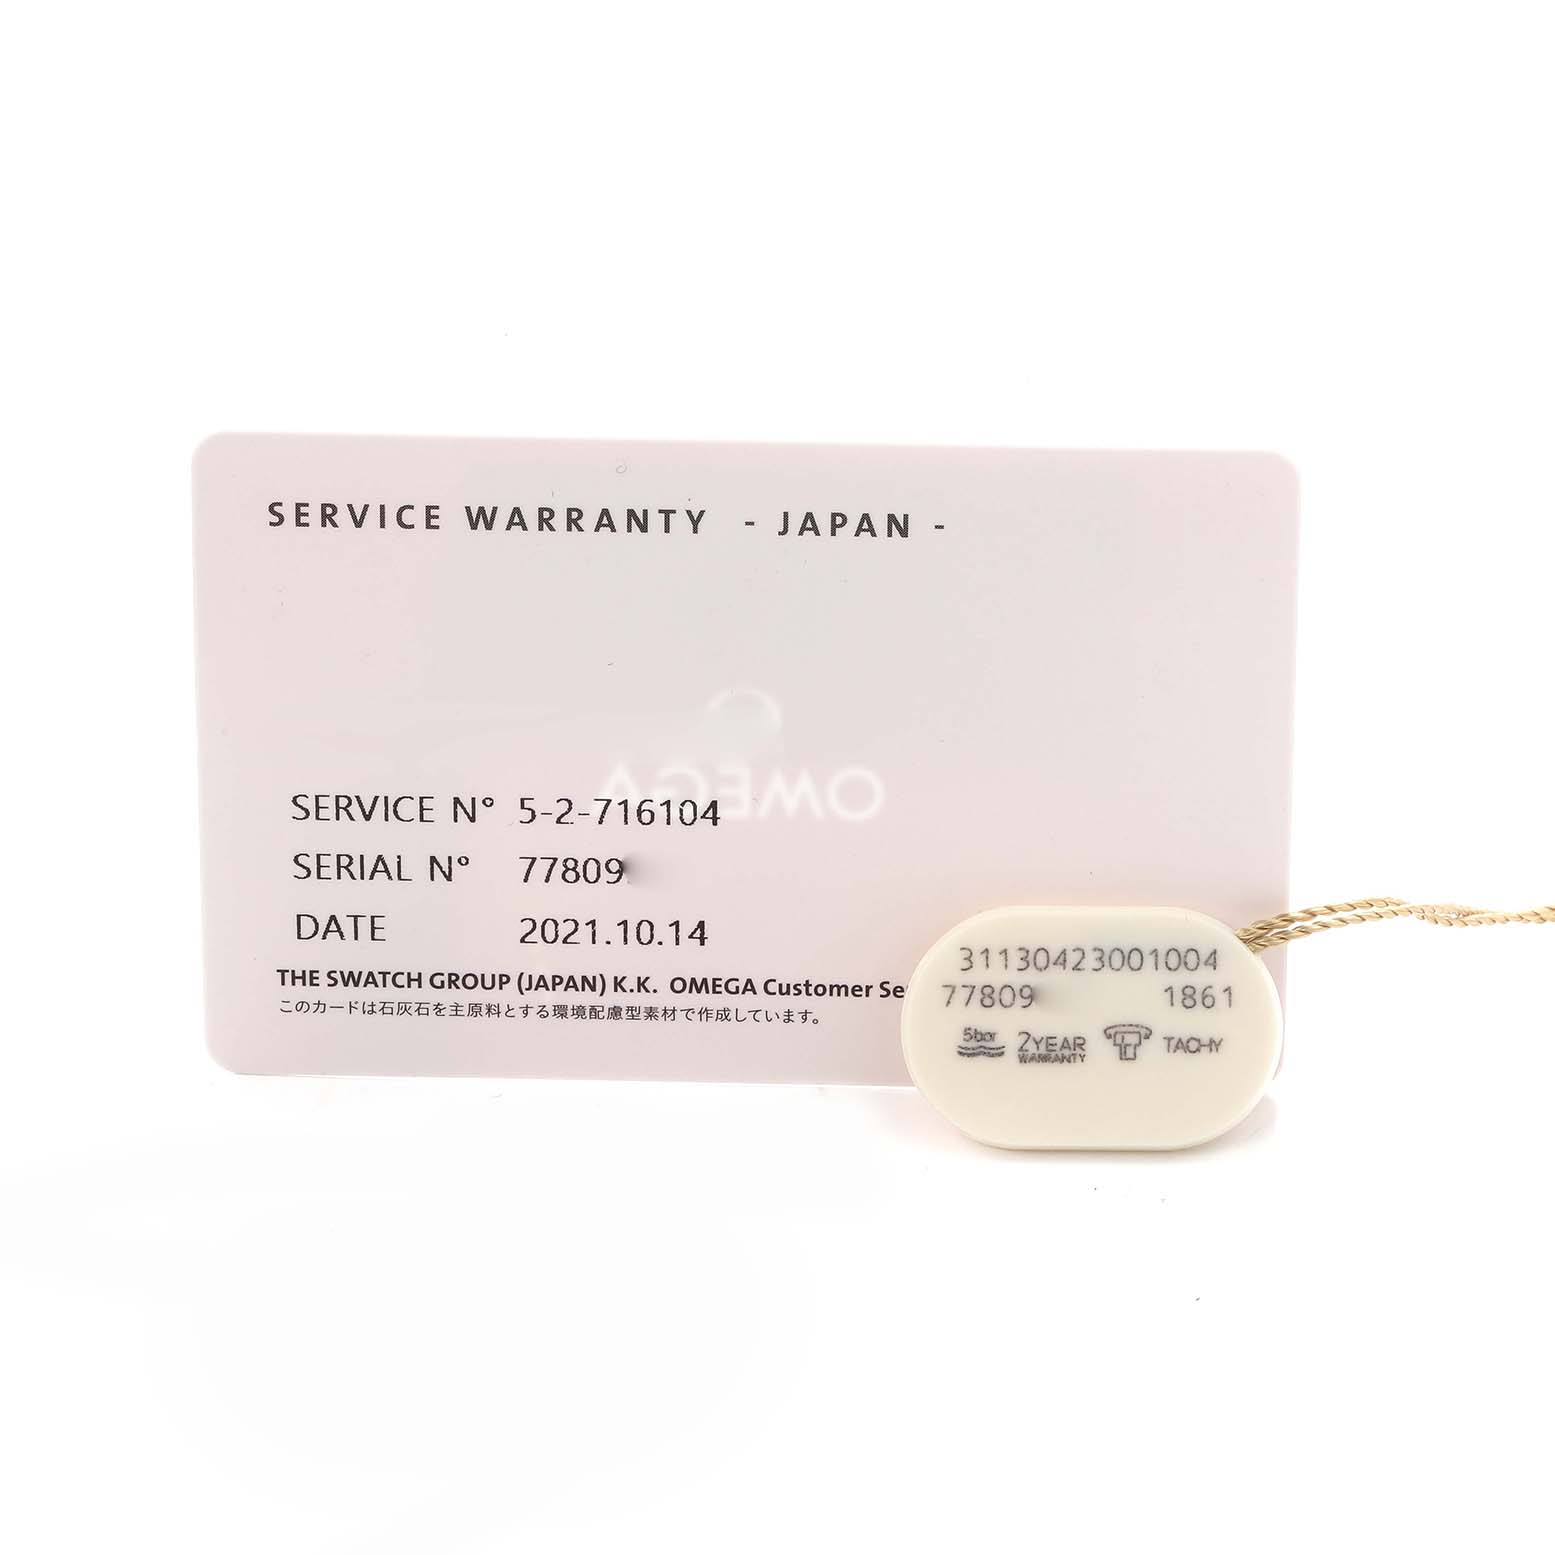 SERVICE WARRANTY - JAPAN -
OMEGA
SERVICE N° 5-2-716104
SERIAL N° 77809
DATE 2021.10.14
THE SWATCH GROUP (JAPAN) K.K. OMEGA Customer Se
このカードは石灰石を主原料とする環境配慮型素材で作成しています。
31130423001004
77809 1861
5bar 2YEAR WARRANTY TACHY